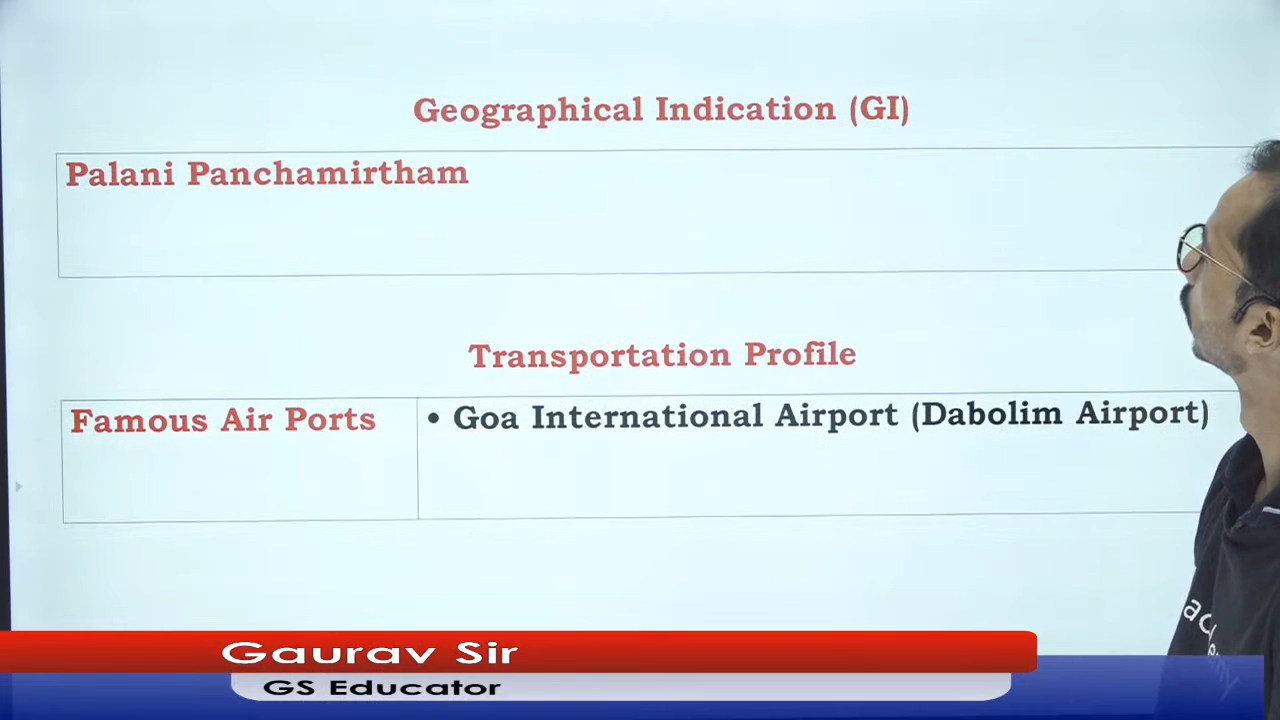 Geographical Indication (GI)
Palani Panchamirtham
Transportation Profile
Famous Air Ports
• Goa International Airport (Dabolim Airport)
Gaurav Sir
GS Educator